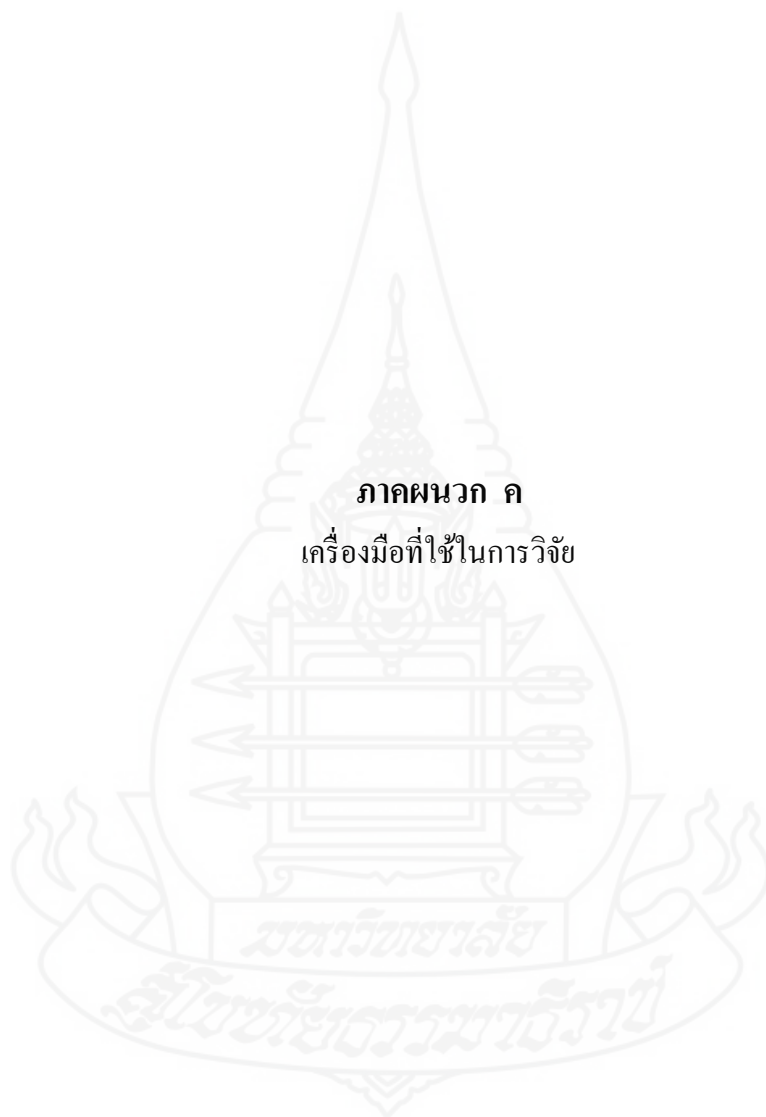 ภาคผนวก ค
เครื่องมือที่ใช้ในการวิจัย
มหาวิทยาลัย
สุโขทัยธรรมาธิราช